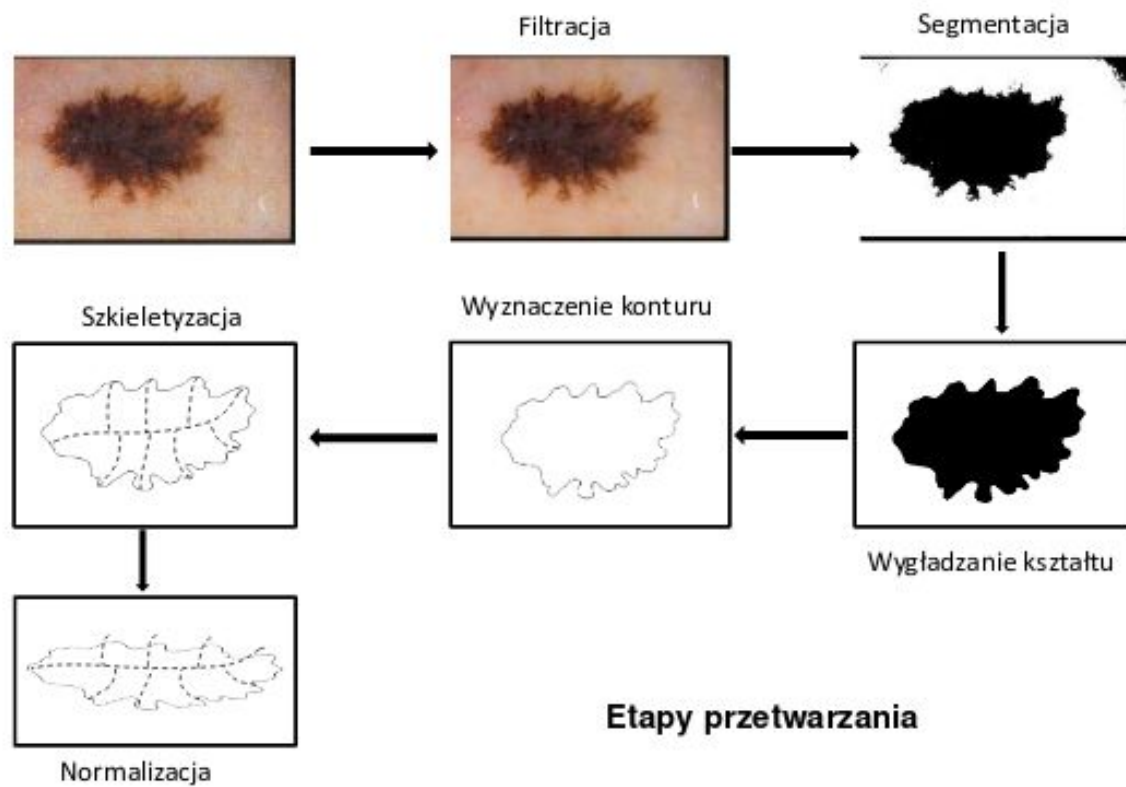 Filtracja
Segmentacja
Szkieletyzacja
Wyznaczenie konturu
Wygładzanie kształtu
Etapy przetwarzania
Normalizacja